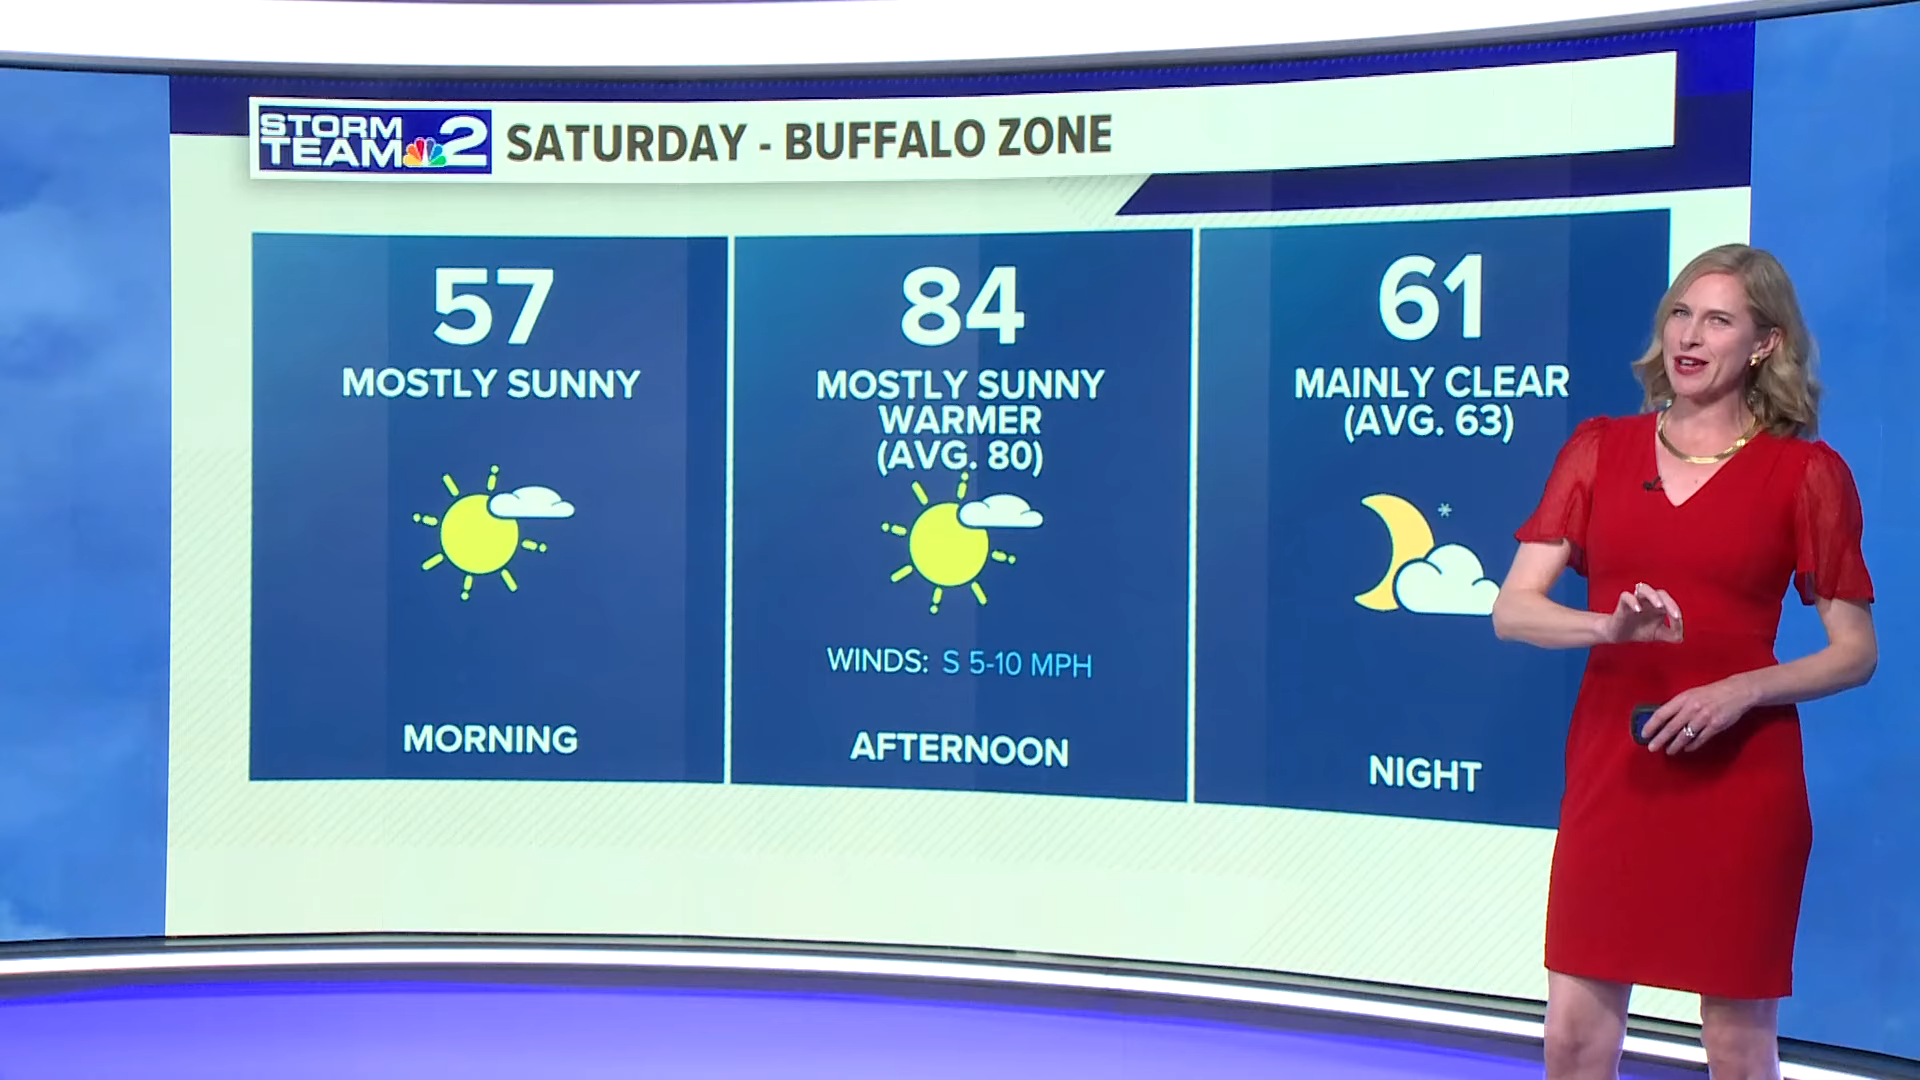 STORM
TEAM 2
SATURDAY - BUFFALO ZONE
57
MOSTLY SUNNY
MORNING
84
MOSTLY SUNNY
WARMER
(AVG. 80)
WINDS: S 5-10 MPH
AFTERNOON
61
MAINLY CLEAR
(AVG. 63)
NIGHT